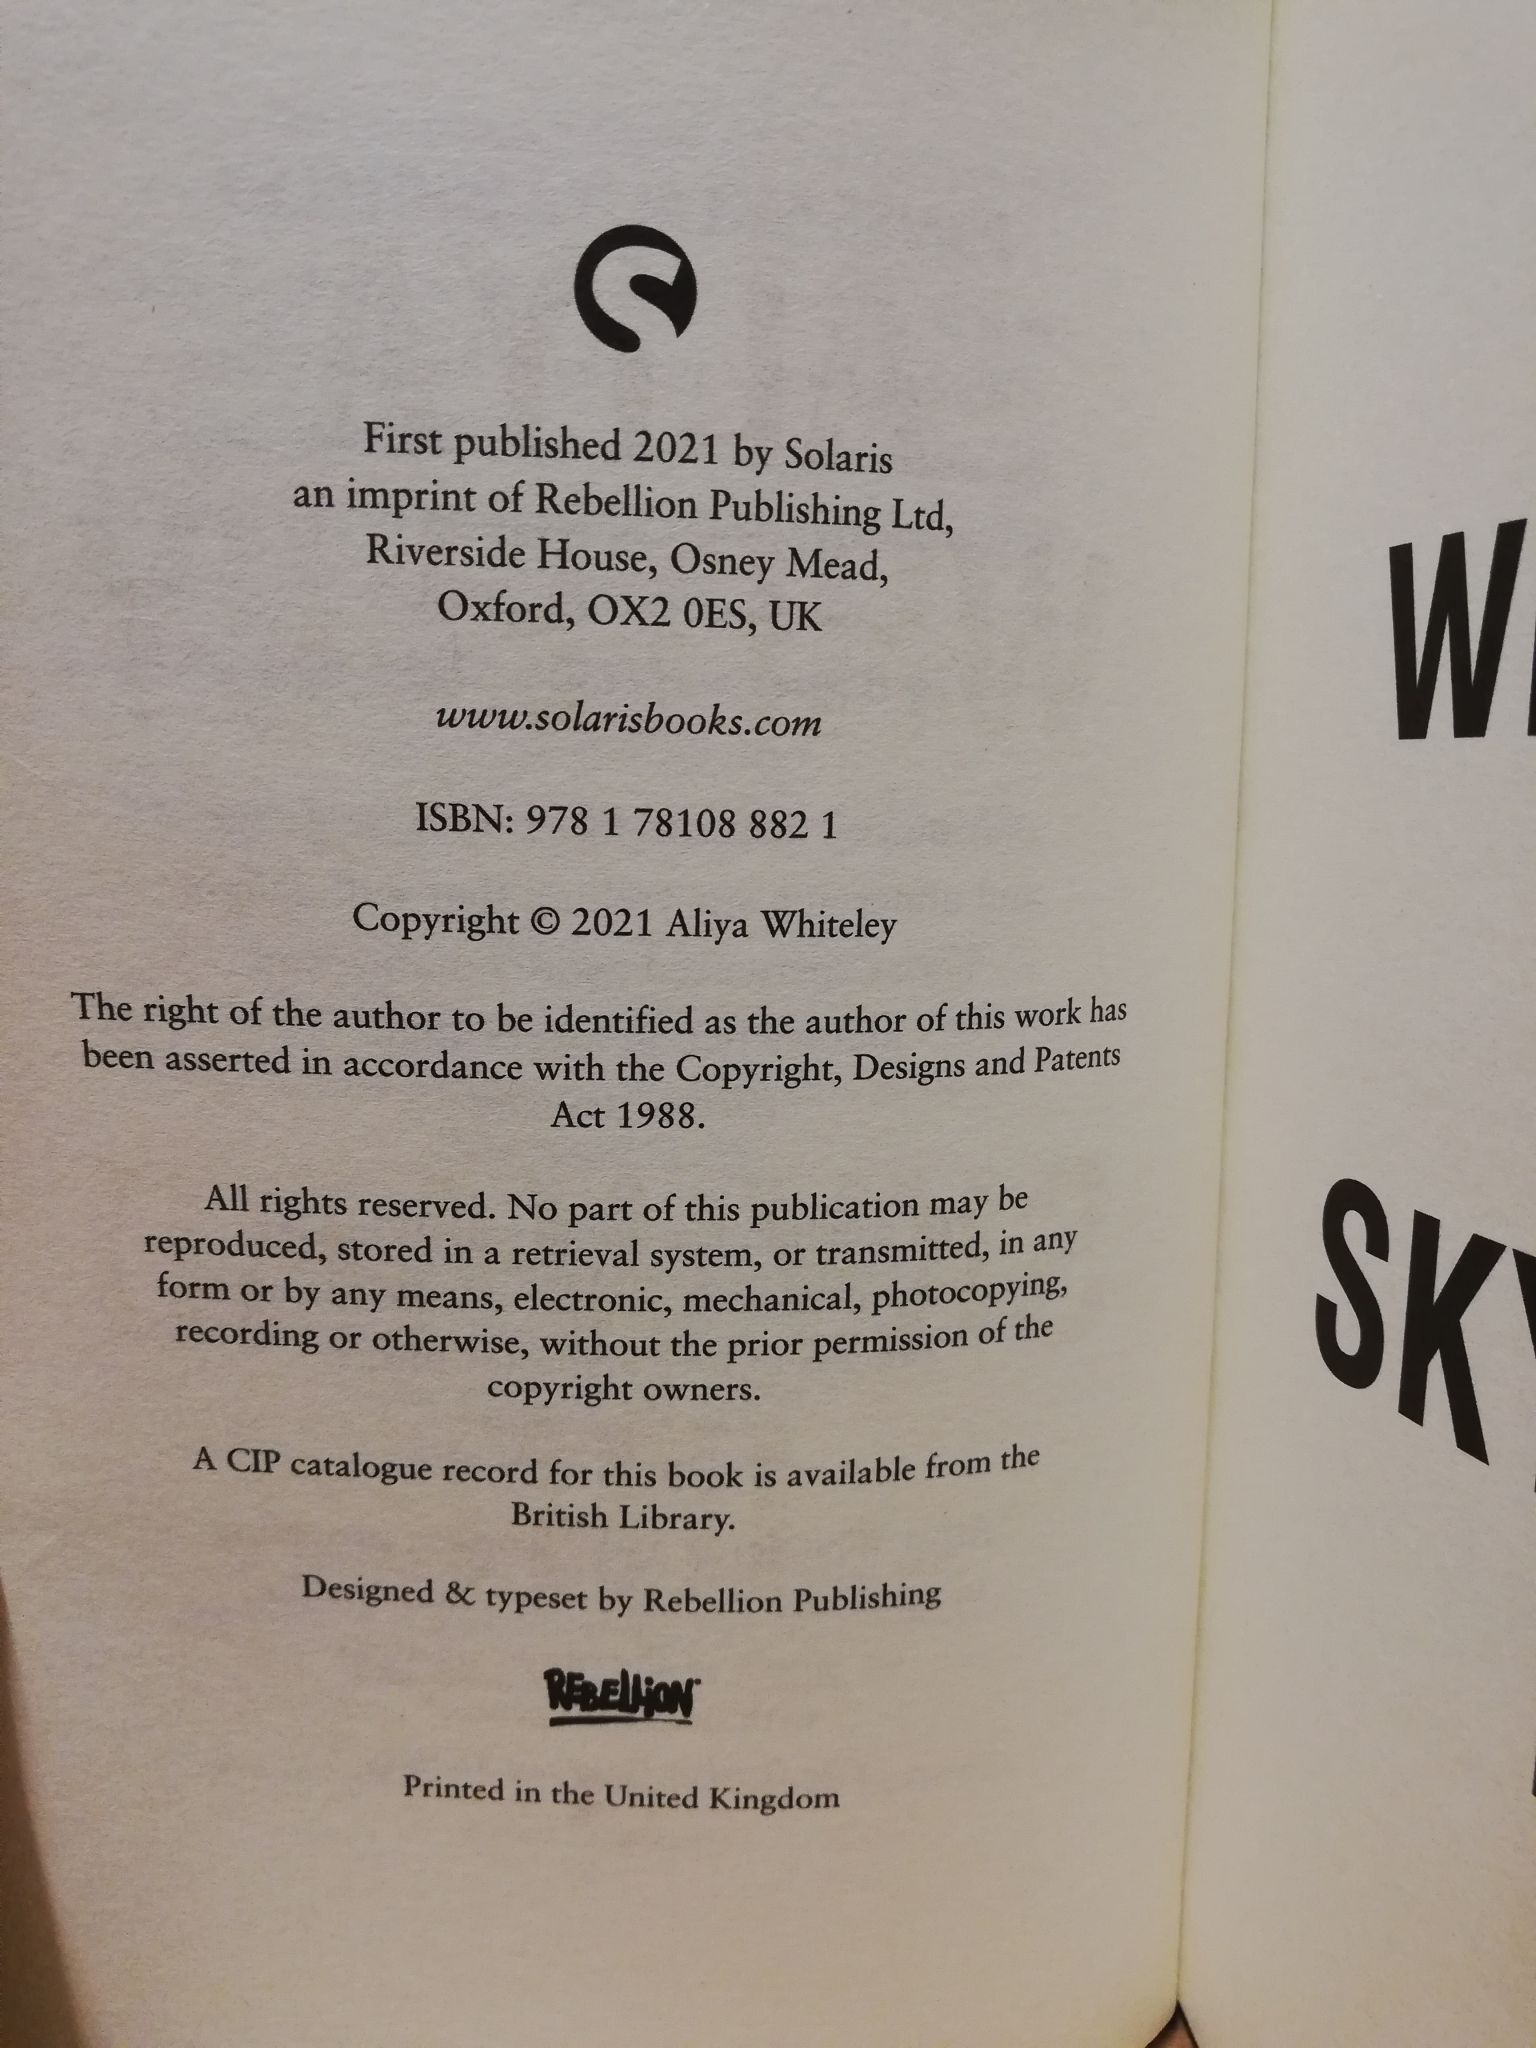 First published 2021 by Solaris
an imprint of Rebellion Publishing Ltd,
Riverside House, Osney Mead,
Oxford, OX2 0ES, UK
www.solarisbooks.com
ISBN: 978 1 78108 882 1
Copyright © 2021 Aliya Whiteley
The right of the author to be identified as the author of this work has
been asserted in accordance with the Copyright, Designs and Patents
Act 1988.
All rights reserved. No part of this publication may be
reproduced, stored in a retrieval system, or transmitted, in any
form or by any means, electronic, mechanical, photocopying,
recording or otherwise, without the prior permission of the
copyright owners.
A CIP catalogue record for this book is available from the
British Library.
Designed & typeset by Rebellion Publishing
REBELLION
Printed in the United Kingdom